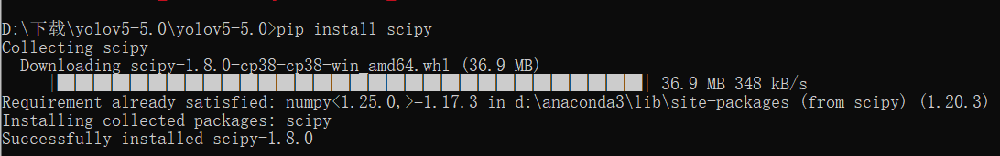 D:\下载\yolov5-5.0\yolov5-5.0>pip install scipy
Collecting scipy
Downloading scipy-1.8.0-cp38-cp38-win_amd64.whl (36.9 MB)
36.9 MB 348 kB/s
Requirement already satisfied: numpy<1.25.0,>=1.17.3 in d:\anaconda3\lib\site-packages (from scipy) (1.20.3)
Installing collected packages: scipy
Successfully installed scipy-1.8.0